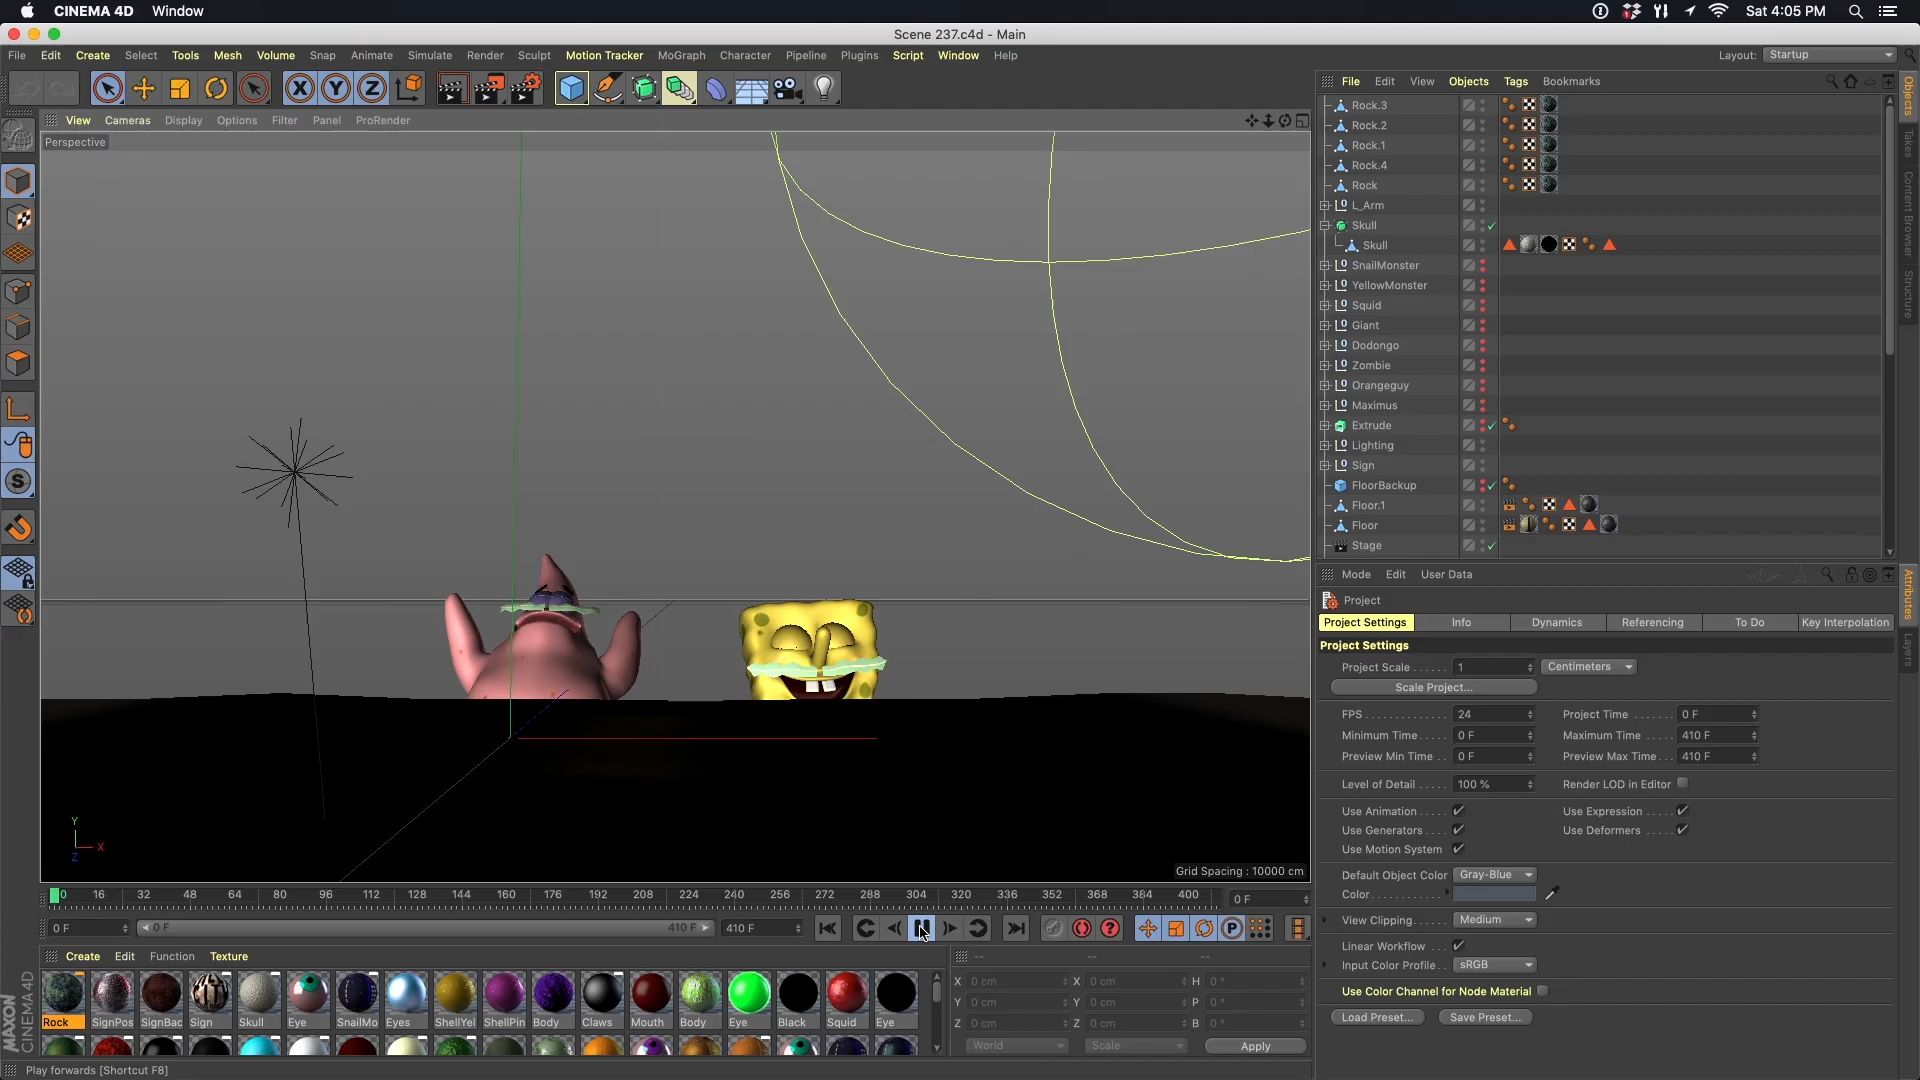 CINEMA 4D Window
Sat 4:05 PM
Scene 237.c4d - Main
File Edit Create Select Tools Mesh Volume Snap Animate Simulate Render Sculpt Motion Tracker MoGraph Character Pipeline Plugins Script Window Help
Layout: Startup
X Y Z
File Edit View Objects Tags Bookmarks
View Cameras Display Options Filter Panel ProRender
Perspective
Rock.3
Rock.2
Rock.1
Rock.4
Rock
L_Arm
Skull
Skull
SnailMonster
YellowMonster
Squid
Giant
Dodongo
Zombie
Orangeguy
Maximus
Extrude
Lighting
Sign
FloorBackup
Floor.1
Floor
Stage
Objects
Takes
Content Browser
Structure
Mode Edit User Data
Project
Project Settings Info Dynamics Referencing To Do Key Interpolation
Project Settings
Project Scale 1 Centimeters
Scale Project...
FPS 24 Project Time 0 F
Minimum Time 0 F Maximum Time 410 F
Preview Min Time 0 F Preview Max Time 410 F
Level of Detail 100 % Render LOD in Editor
Use Animation Use Expression
Use Generators Use Deformers
Use Motion System
Default Object Color Gray-Blue
Color
View Clipping Medium
Linear Workflow
Input Color Profile sRGB
Use Color Channel for Node Material
Load Preset... Save Preset...
Attributes
Layers
Y
X
Z
Grid Spacing : 10000 cm
0 16 32 48 64 80 96 112 128 144 160 176 192 208 224 240 256 272 288 304 320 336 352 368 384 400 0 F
0 F 0 F 410 F 410 F
Create Edit Function Texture
Rock SignPos SignBac Sign Skull Eye SnailMo Eyes ShellYel ShellPin Body Claws Mouth Body Eye Black Squid Eye
-- -- --
X 0 cm X 0 cm H 0 °
Y 0 cm Y 0 cm P 0 °
Z 0 cm Z 0 cm B 0 °
World Scale Apply
MAXON
CINEMA 4D
Play forwards [Shortcut F8]